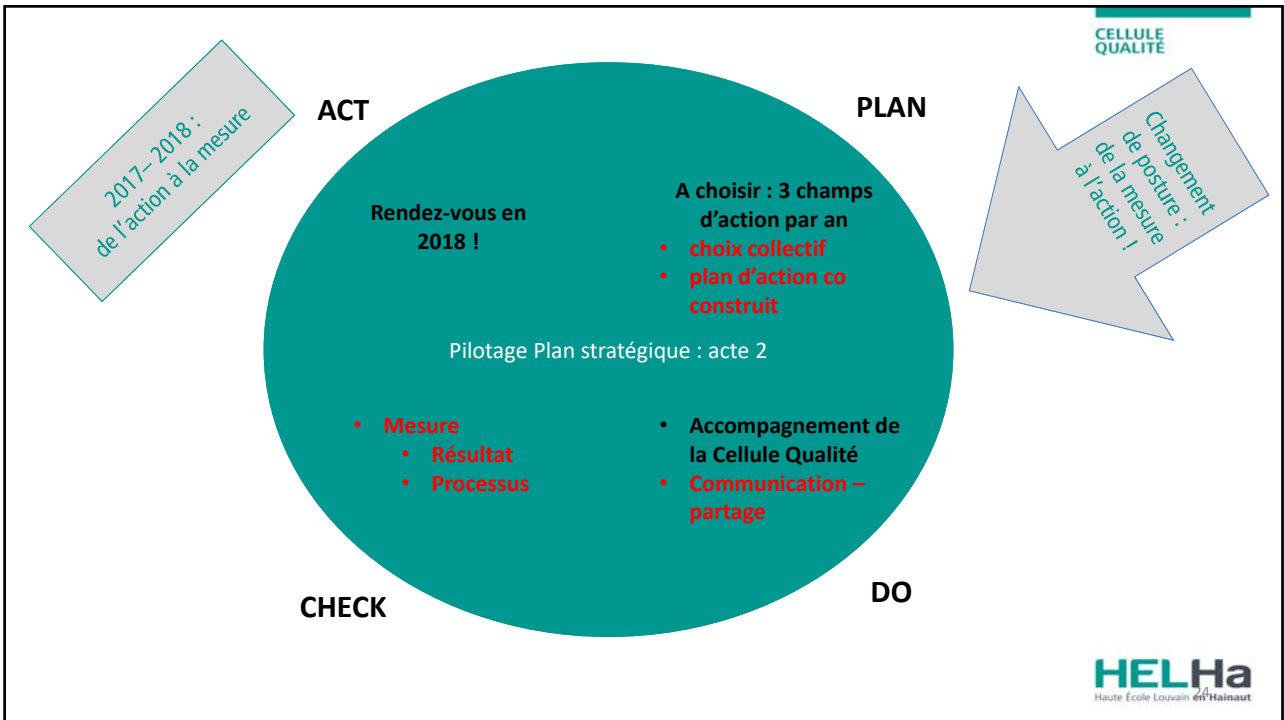 CELLULE
QUALITÉ
2017– 2018 :
de l'action à la mesure
ACT
PLAN
Changement
de posture :
de la mesure
à l'action !
Rendez-vous en
2018 !
A choisir : 3 champs
d'action par an
• choix collectif
• plan d'action co
construit
Pilotage Plan stratégique : acte 2
• Mesure
• Résultat
• Processus
• Accompagnement de
la Cellule Qualité
• Communication –
partage
CHECK
DO
HELHa
Haute École Louvain en Hainaut
24